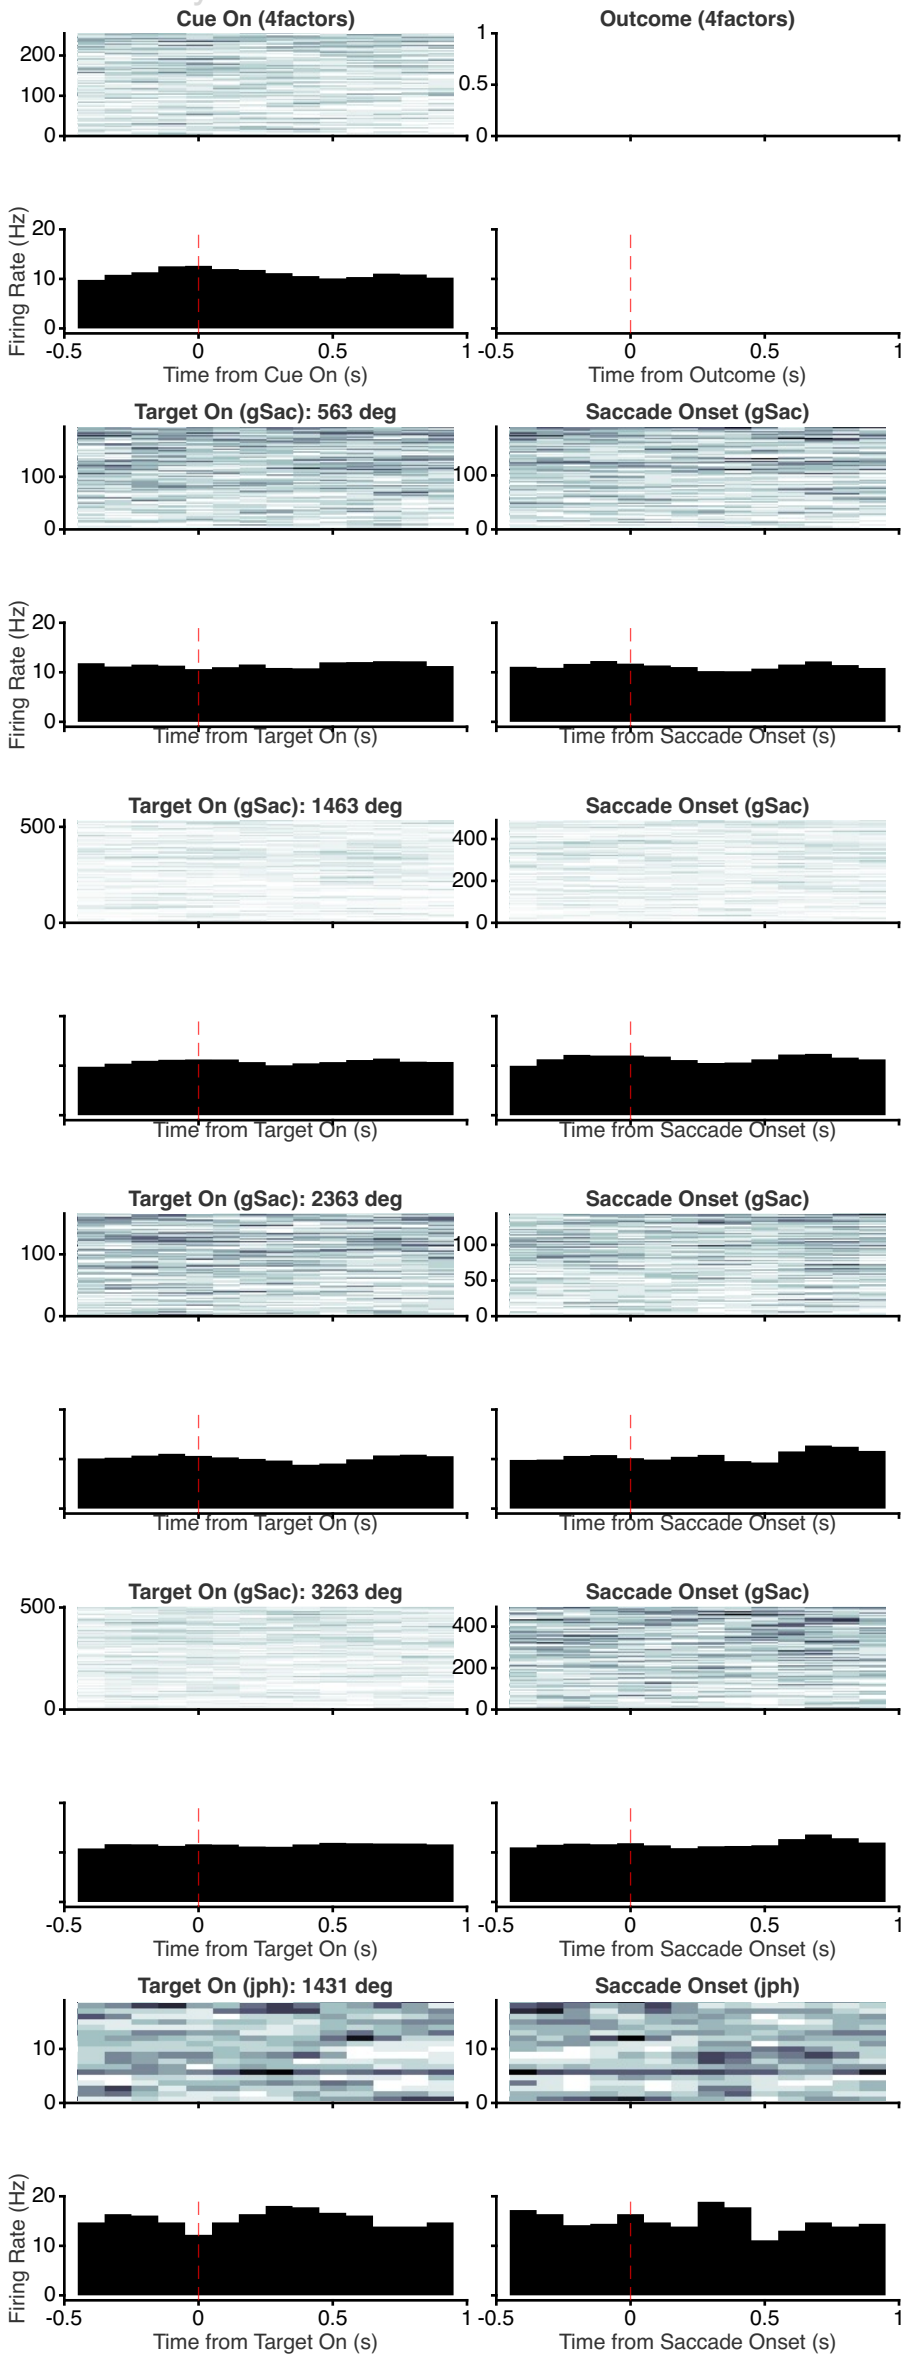 Cue On (4factors) Outcome (4factors)
200
100
0
1
0.5
0
Firing Rate (Hz)
20
10
0
-0.5 0 0.5 1
-0.5 0 0.5 1
Time from Cue On (s) Time from Outcome (s)
Target On (gSac): 563 deg Saccade Onset (gSac)
100
0
100
0
Firing Rate (Hz)
20
10
0
Time from Target On (s) Time from Saccade Onset (s)
Target On (gSac): 1463 deg Saccade Onset (gSac)
500
0
400
200
0
Time from Target On (s) Time from Saccade Onset (s)
Target On (gSac): 2363 deg Saccade Onset (gSac)
100
0
100
50
0
Time from Target On (s) Time from Saccade Onset (s)
Target On (gSac): 3263 deg Saccade Onset (gSac)
500
0
400
200
0
-0.5 0 0.5 1
-0.5 0 0.5 1
Time from Target On (s) Time from Saccade Onset (s)
Target On (jph): 1431 deg Saccade Onset (jph)
10
0
10
0
Firing Rate (Hz)
20
10
0
-0.5 0 0.5 1
-0.5 0 0.5 1
Time from Target On (s) Time from Saccade Onset (s)